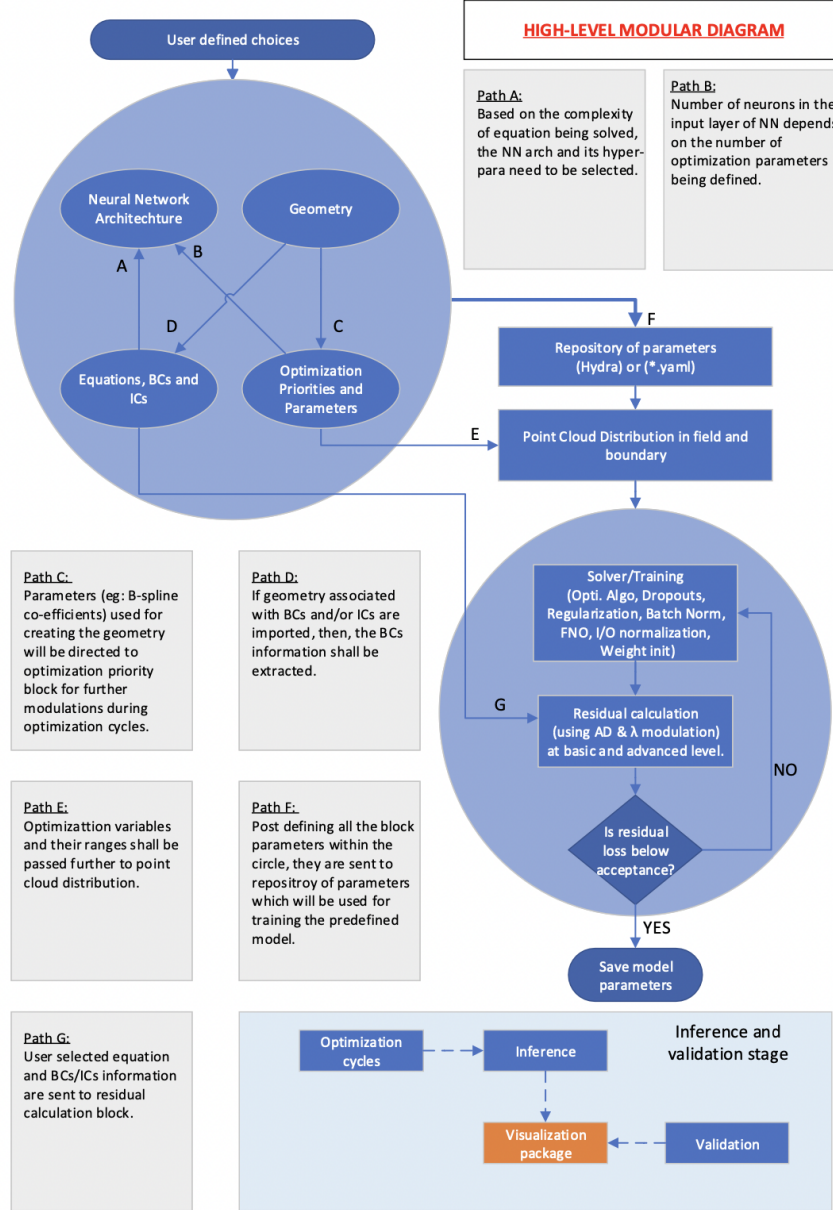 User defined choices
HIGH-LEVEL MODULAR DIAGRAM
Path A:
Based on the complexity
of equation being solved,
the NN arch and its hyper-
para need to be selected.
Path B:
Number of neurons in the
input layer of NN depends
on the number of
optimization parameters
being defined.
Neural Network
Architechture
Geometry
A
B
D
C
Equations, BCs and
ICs
Optimization
Priorities and
Parameters
F
Repository of parameters
(Hydra) or (*.yaml)
E
Point Cloud Distribution in field and
boundary
Path C:
Parameters (eg: B-spline
co-efficients) used for
creating the geometry
will be directed to
optimization priority
block for further
modulations during
optimization cycles.
Path D:
If geometry associated
with BCs and/or ICs are
imported, then, the BCs
information shall be
extracted.
Solver/Training
(Opti. Algo, Dropouts,
Regularization, Batch Norm,
FNO, I/O normalization,
Weight init)
G
Residual calculation
(using AD & λ modulation)
at basic and advanced level.
NO
Is residual
loss below
acceptance?
YES
Save model
parameters
Path E:
Optimizattion variables
and their ranges shall be
passed further to point
cloud distribution.
Path F:
Post defining all the block
parameters within the
circle, they are sent to
repositroy of parameters
which will be used for
training the predefined
model.
Path G:
User selected equation
and BCs/ICs information
are sent to residual
calculation block.
Inference and
validation stage
Optimization
cycles
Inference
Visualization
package
Validation